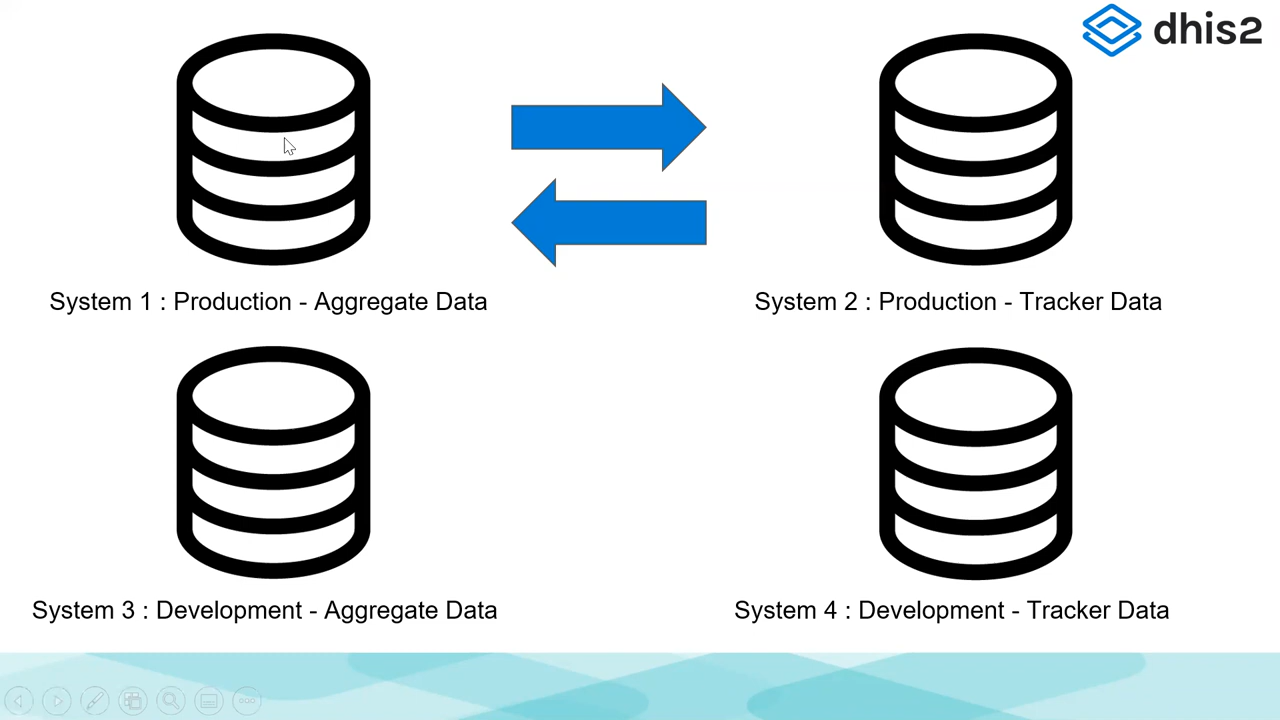 dhis2
System 1 : Production - Aggregate Data
System 2 : Production - Tracker Data
System 3 : Development - Aggregate Data
System 4 : Development - Tracker Data